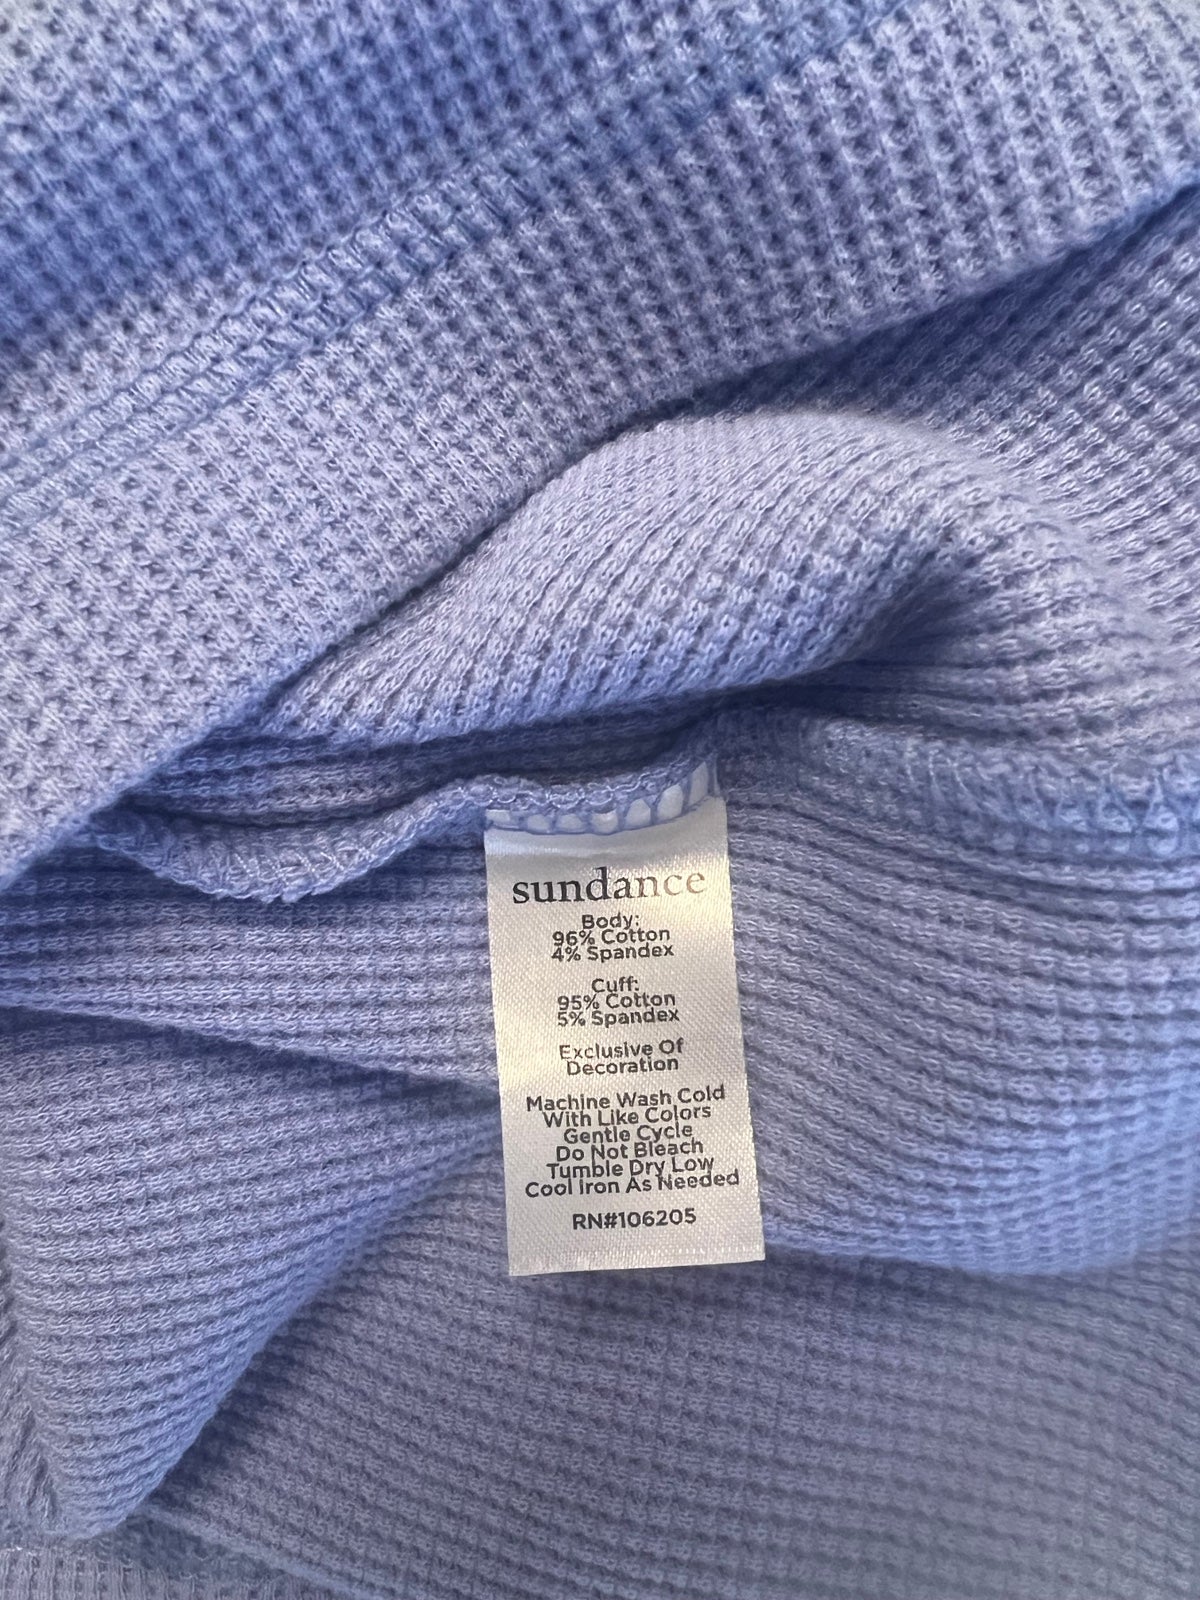 sundance
Body:
96% Cotton
4% Spandex
Cuff:
95% Cotton
5% Spandex
Exclusive Of
Decoration
Machine Wash Cold
With Like Colors
Gentle Cycle
Do Not Bleach
Tumble Dry Low
Cool Iron As Needed
RN#106205